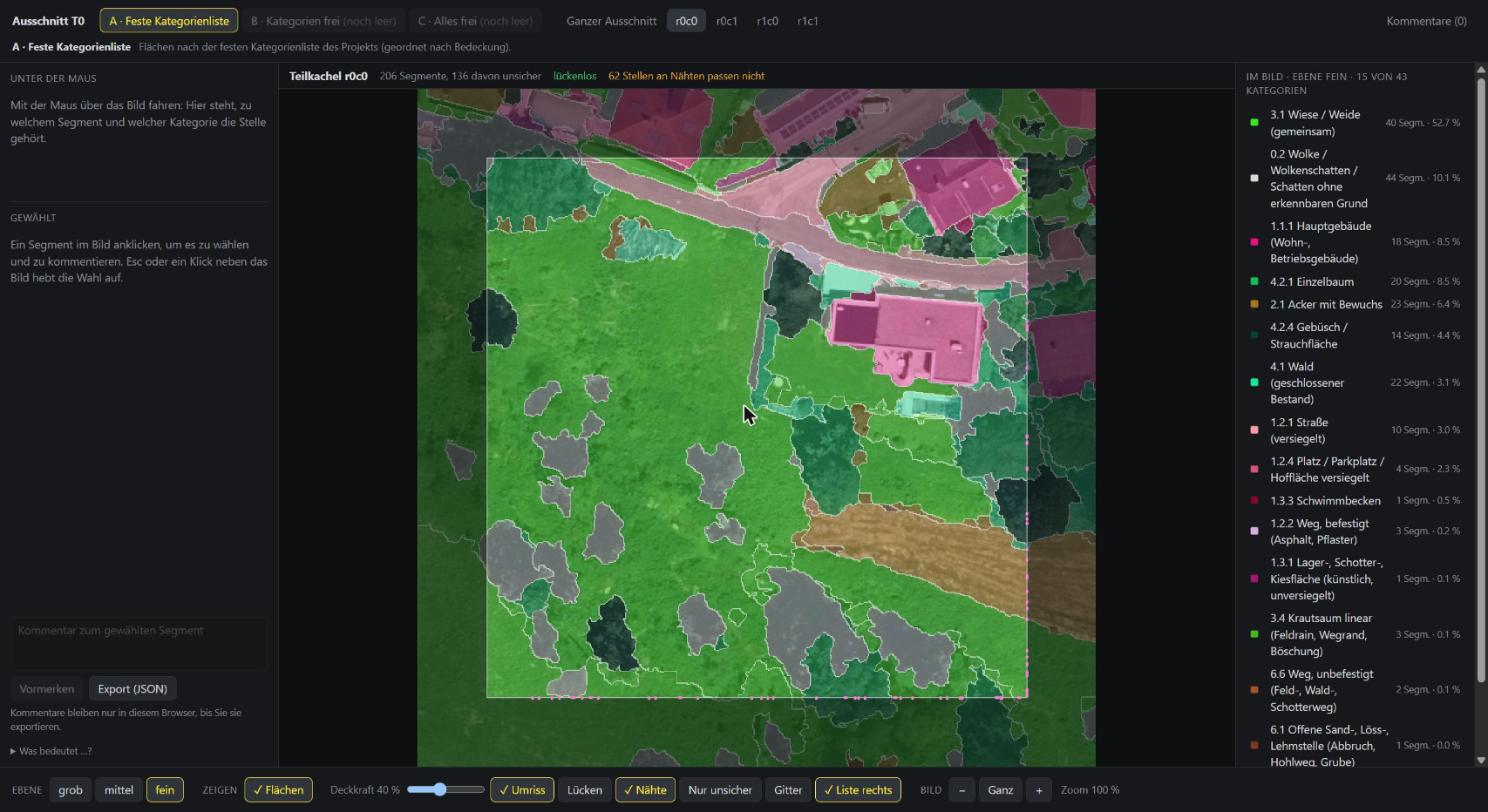 Ausschnitt T0
A · Feste Kategorienliste
B · Kategorien frei (noch leer)
C · Alles frei (noch leer)
Ganzer Ausschnitt
r0c0
r0c1
r1c0
r1c1
Kommentare (0)
A · Feste Kategorienliste Flächen nach der festen Kategorienliste des Projekts (geordnet nach Bedeckung).
UNTER DER MAUS
Mit der Maus über das Bild fahren: Hier steht, zu
welchem Segment und welcher Kategorie die Stelle
gehört.
GEWÄHLT
Ein Segment im Bild anklicken, um es zu wählen
und zu kommentieren. Esc oder ein Klick neben das
Bild hebt die Wahl auf.
Kommentar zum gewählten Segment
Vormerken
Export (JSON)
Kommentare bleiben nur in diesem Browser, bis Sie sie
exportieren.
Was bedeutet ...?
Teilkachel r0c0 206 Segmente, 136 davon unsicher lückenlos 62 Stellen an Nähten passen nicht
IM BILD · EBENE FEIN · 15 VON 43
KATEGORIEN
3.1 Wiese / Weide
(gemeinsam)
40 Segm. · 52.7 %
0.2 Wolke /
Wolkenschatten /
Schatten ohne
erkennbaren Grund
44 Segm. · 10.1 %
1.1.1 Hauptgebäude
(Wohn-,
Betriebsgebäude)
18 Segm. · 8.5 %
4.2.1 Einzelbaum
20 Segm. · 8.5 %
2.1 Acker mit Bewuchs
23 Segm. · 6.4 %
4.2.4 Gebüsch /
Strauchfläche
14 Segm. · 4.4 %
4.1 Wald
(geschlossener
Bestand)
22 Segm. · 3.1 %
1.2.1 Straße
(versiegelt)
10 Segm. · 3.0 %
1.2.4 Platz / Parkplatz /
Hoffläche versiegelt
4 Segm. · 2.3 %
1.3.3 Schwimmbecken
1 Segm. · 0.5 %
1.2.2 Weg, befestigt
(Asphalt, Pflaster)
3 Segm. · 0.2 %
1.3.1 Lager-, Schotter-,
Kiesfläche (künstlich,
unversiegelt)
1 Segm. · 0.1 %
3.4 Krautsaum linear
(Feldrain, Wegrand,
Böschung)
3 Segm. · 0.1 %
6.6 Weg, unbefestigt
(Feld-, Wald-,
Schotterweg)
2 Segm. · 0.1 %
6.1 Offene Sand-, Löss-,
Lehmstelle (Abbruch,
Hohlweg, Grube)
1 Segm. · 0.0 %
EBENE
grob
mittel
fein
ZEIGEN
✓ Flächen
Deckkraft 40 %
✓ Umriss
Lücken
✓ Nähte
Nur unsicher
Gitter
✓ Liste rechts
BILD
−
Ganz
+
Zoom 100 %